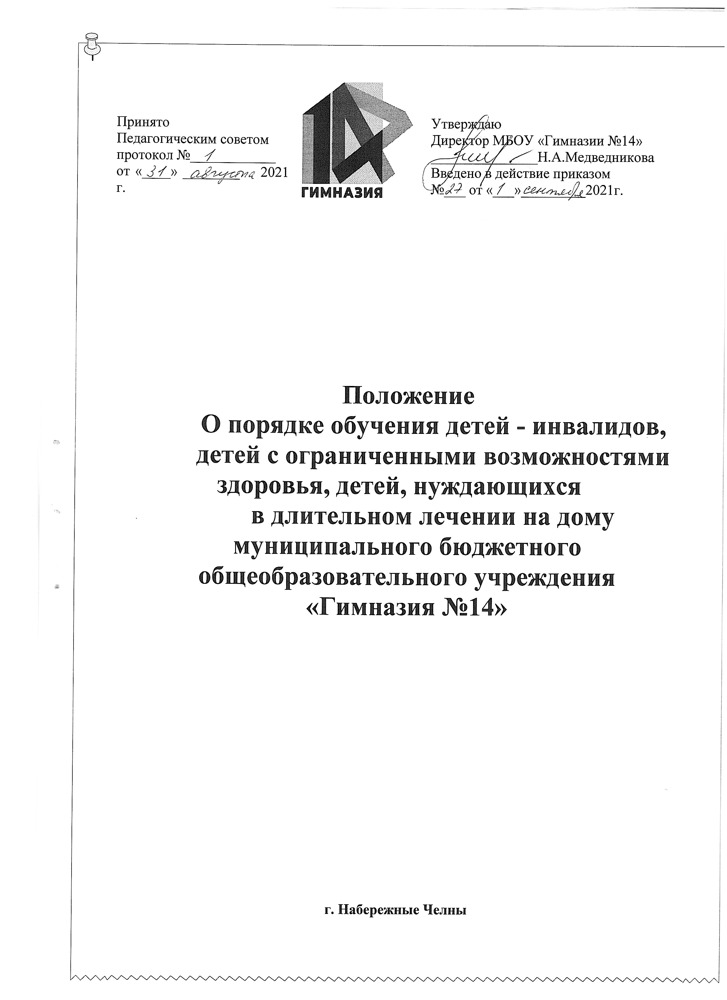 Принято
Педагогическим советом
протокол № 1
от «31» августа 2021
г.
14
ГИМНАЗИЯ
Утверждаю
Директор МБОУ «Гимназии №14»
Н.А.Медведникова
Введено в действие приказом
№27 от «1» сентября 2021г.
Положение
О порядке обучения детей - инвалидов,
детей с ограниченными возможностями
здоровья, детей, нуждающихся
в длительном лечении на дому
муниципального бюджетного
общеобразовательного учреждения
«Гимназия №14»
г. Набережные Челны